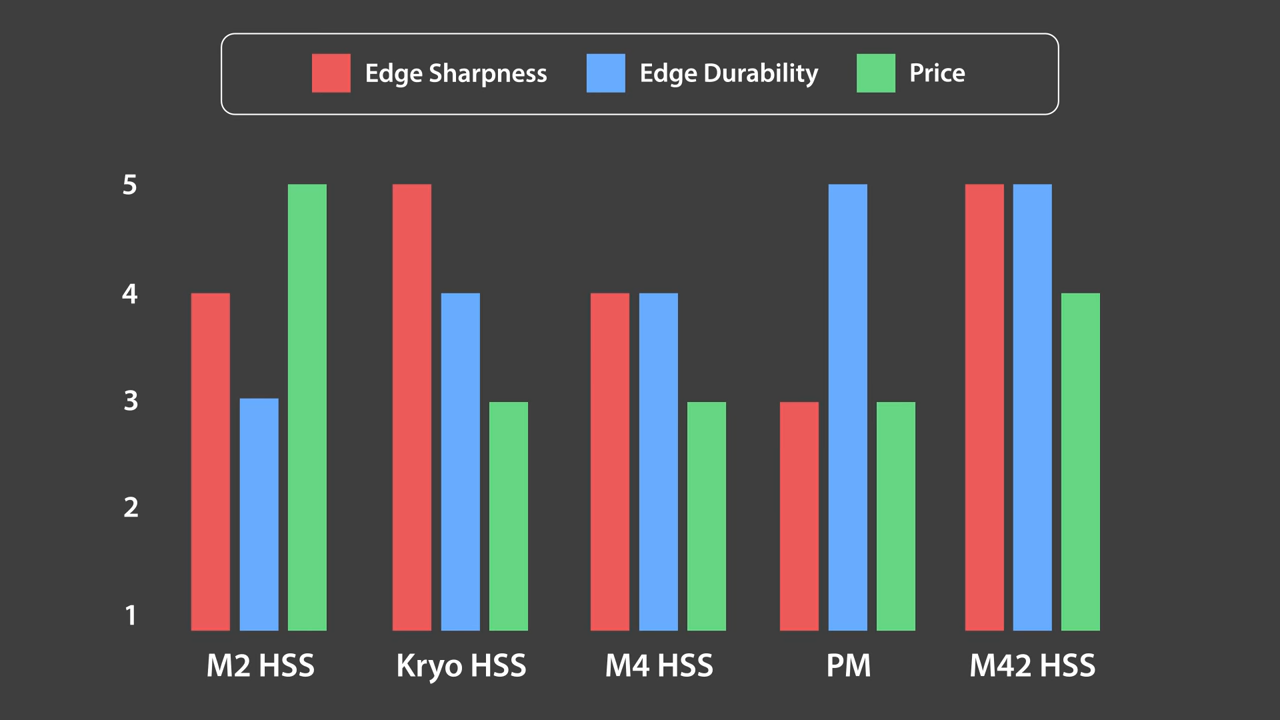 Edge Sharpness Edge Durability Price
5
4
3
2
1
M2 HSS Kryo HSS M4 HSS PM M42 HSS